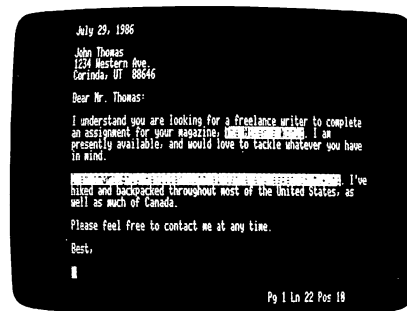 July 29, 1986
John Thomas
1234 Western Ave.
Corinda, UT 88646
Dear Mr. Thomas:
I understand you are looking for a freelance writer to complete
an assignment for your magazine, . I am
presently available, and would love to tackle whatever you have
in mind.
. I've
hiked and backpacked throughout most of the United States, as
well as much of Canada.
Please feel free to contact me at any time.
Best,
Pg 1 Ln 22 Pos 10